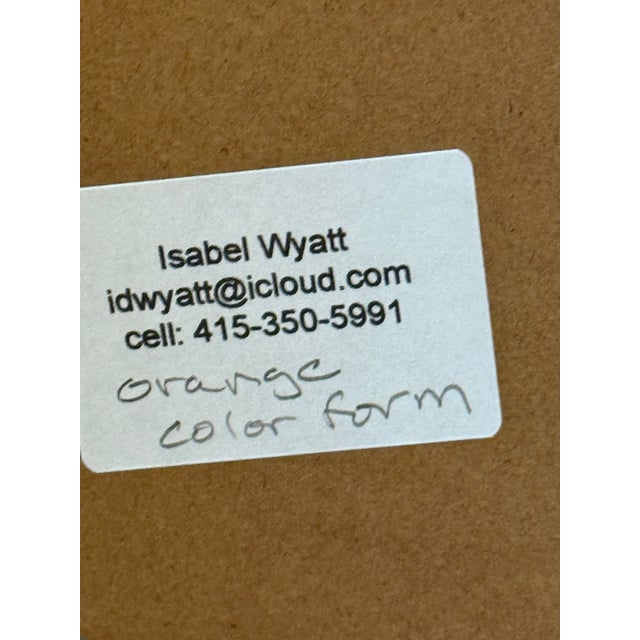 Isabel Wyatt
idwyatt@icloud.com
cell: 415-350-5991
orange
color form